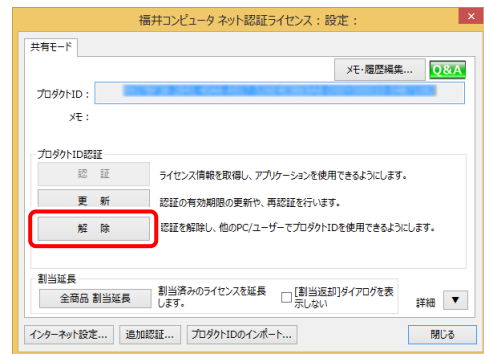 福井コンピュータ ネット認証ライセンス：設定：
共有モード
メモ・履歴編集... Q&A
プロダクトID：
メモ：
プロダクトID認証
認 証 ライセンス情報を取得し、アプリケーションを使用できるようにします。
更 新 認証の有効期限の更新や、再認証を行います。
解 除 認証を解除し、他のPC/ユーザーでプロダクトIDを使用できるようにします。
割当延長
全商品 割当延長 割当済みのライセンスを延長 [割当返却]ダイアログを表
します。 示しない 詳細 ▼
インターネット設定... 追加認証... プロダクトIDのインポート... 閉じる